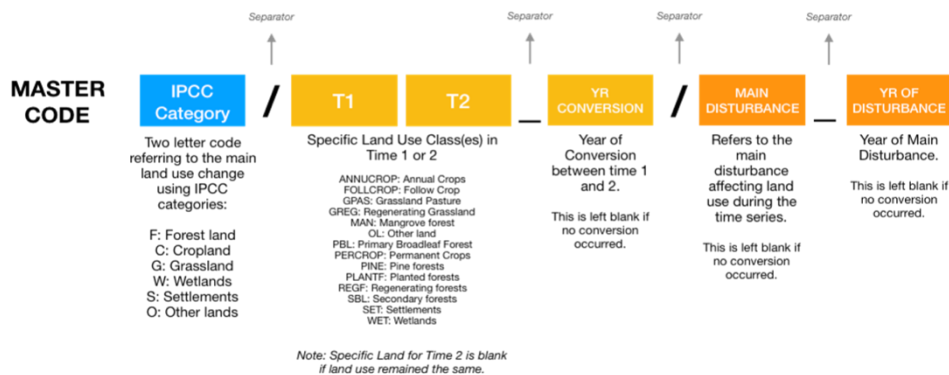 Separator
Separator
Separator
Separator
MASTER
CODE
IPCC
Category
/
T1
T2
_
YR
CONVERSION
/
MAIN
DISTURBANCE
_
YR OF
DISTURBANCE
Two letter code
referring to the main
land use change
using IPCC
categories:
F: Forest land
C: Cropland
G: Grassland
W: Wetlands
S: Settlements
O: Other lands
Specific Land Use Class(es) in
Time 1 or 2
ANNUCROP: Annual Crops
FOLLCROP: Follow Crop
GPAS: Grassland Pasture
GREG: Regenerating Grassland
MAN: Mangrove forest
OL: Other land
PBL: Primary Broadleaf Forest
PERCROP: Permanent Crops
PINE: Pine forests
PLANTF: Planted forests
REGF: Regenerating forests
SBL: Secondary forests
SET: Settlements
WET: Wetlands
Note: Specific Land for Time 2 is blank
if land use remained the same.
Year of
Conversion
between time 1
and 2.
This is left blank if
no conversion
occurred.
Refers to the
main
disturbance
affecting land
use during the
time series.
This is left blank if
no conversion
occurred.
Year of Main
Disturbance.
This is left blank if
no conversion
occurred.